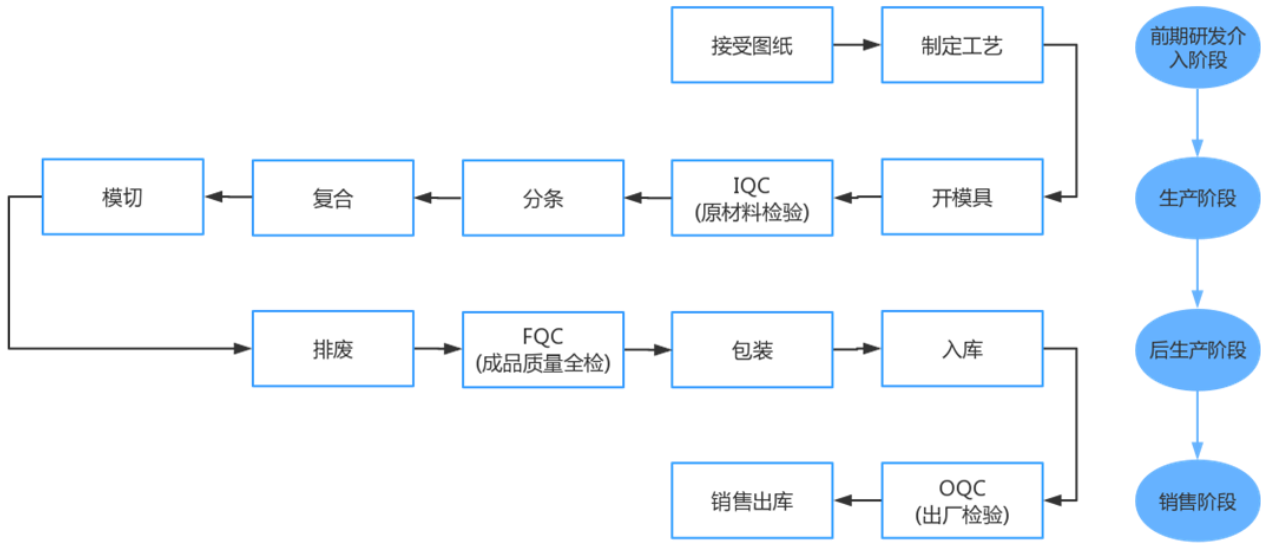 接受图纸
制定工艺
前期研发介
入阶段
模切
复合
分条
IQC
(原材料检验)
开模具
生产阶段
排废
FQC
(成品质量全检)
包装
入库
后生产阶段
销售出库
OQC
(出厂检验)
销售阶段